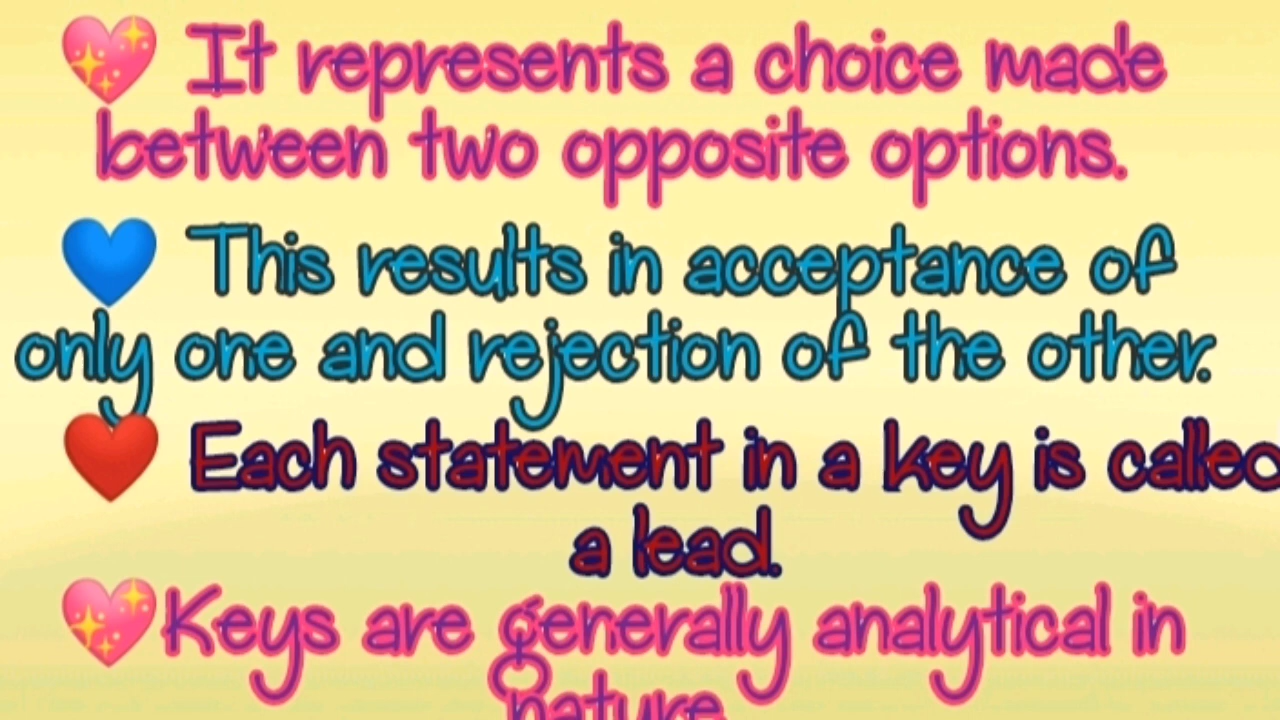 💖 It represents a choice made
between two opposite options.
💙 This results in acceptance of
only one and rejection of the other.
❤️ Each statement in a key is called
a lead.
💖Keys are generally analytical in
nature